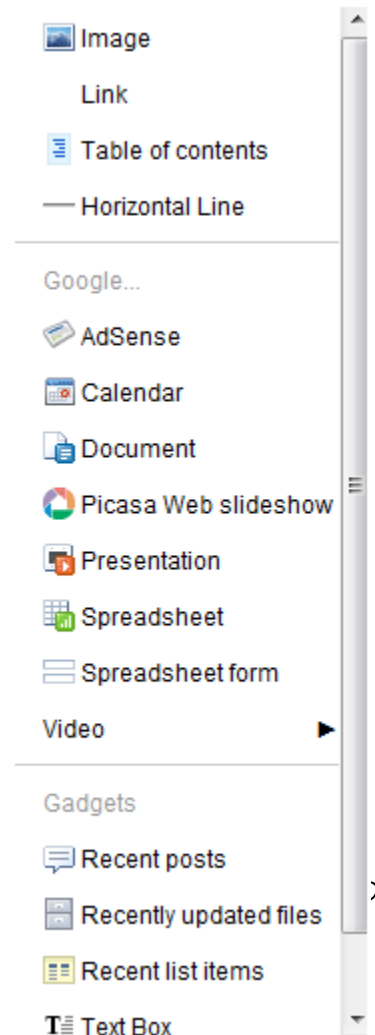 Image
Link
Table of contents
Horizontal Line
Google...
AdSense
Calendar
Document
Picasa Web slideshow
Presentation
Spreadsheet
Spreadsheet form
Video
Gadgets
Recent posts
Recently updated files
Recent list items
Text Box